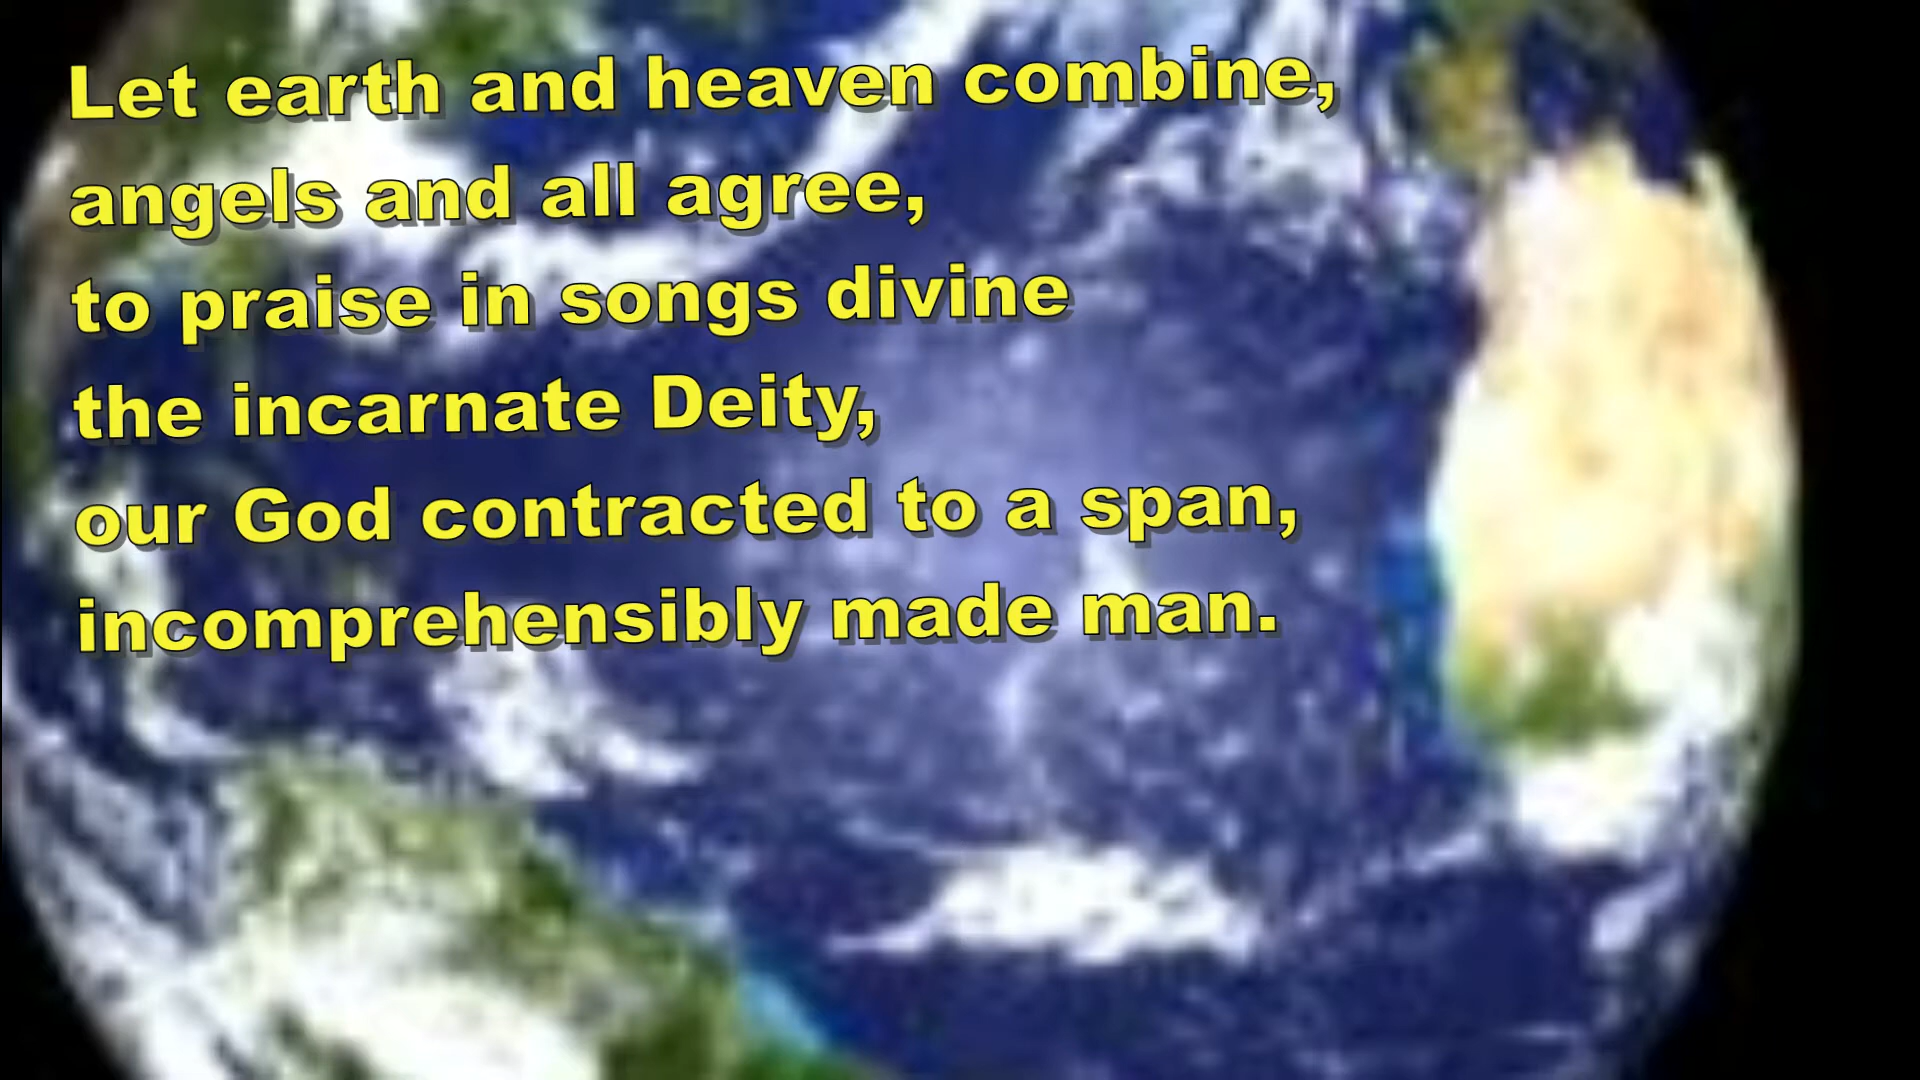 Let earth and heaven combine,
angels and all agree,
to praise in songs divine
the incarnate Deity,
our God contracted to a span,
incomprehensibly made man.